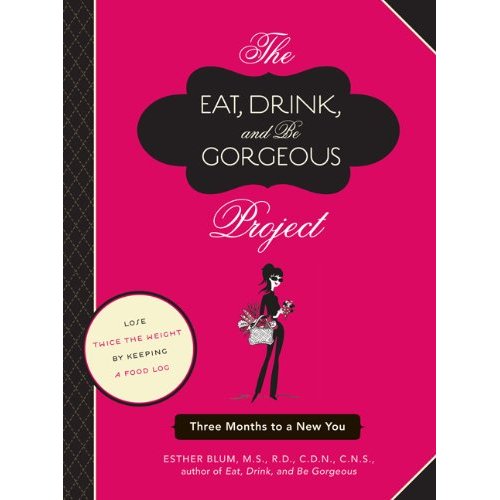 The
EAT, DRINK,
and Be
GORGEOUS
Project
LOSE
TWICE THE WEIGHT
BY KEEPING
A FOOD LOG
Three Months to a New You
ESTHER BLUM, M.S., R.D., C.D.N., C.N.S.,
author of Eat, Drink, and Be Gorgeous